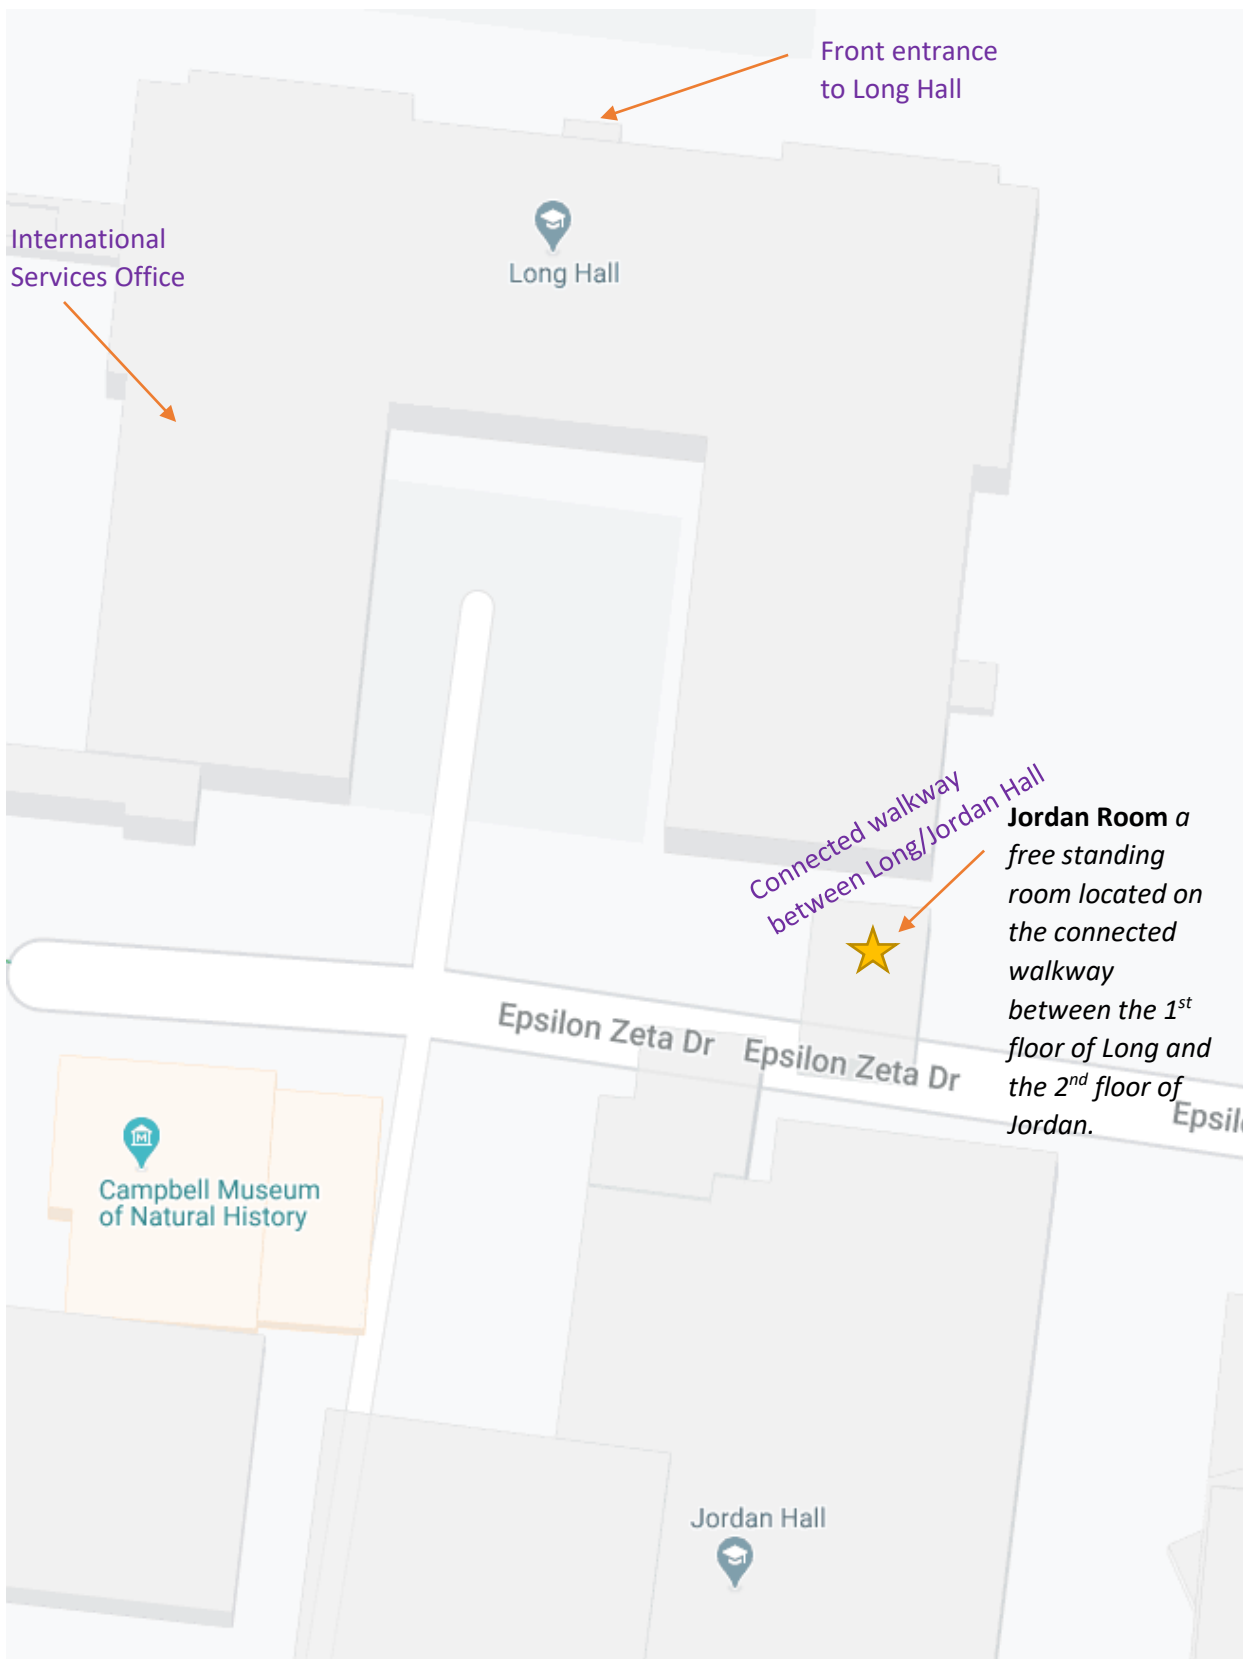 Front entrance
to Long Hall
International
Services Office
Long Hall
Connected walkway
between Long/Jordan Hall
Jordan Room a
free standing
room located on
the connected
walkway
between the 1st
floor of Long and
the 2nd floor of
Jordan.
Epsilon Zeta Dr
Epsilon Zeta Dr
Epsil
Campbell Museum
of Natural History
Jordan Hall